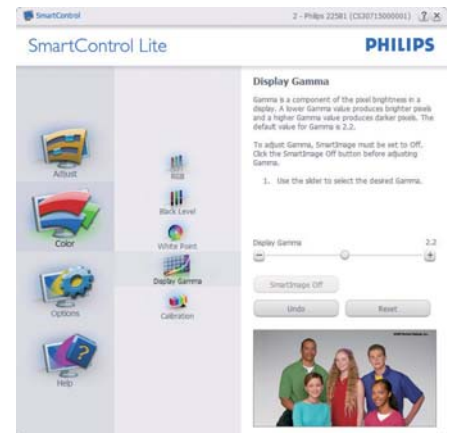 SmartControl
2 - Philips 225B1 (CS30715000001)
SmartControl Lite
PHILIPS
Adjust
Color
Options
Help
RGB
Black Level
White Point
Display Gamma
Calibration
Display Gamma
Gamma is a component of the pixel brightness in a
display. A lower Gamma value produces brighter pixels
and a higher Gamma value produces darker pixels. The
default value for Gamma is 2.2.
To adjust Gamma, SmartImage must be set to Off.
Click the SmartImage Off button before adjusting
Gamma.
1. Use the slider to select the desired Gamma.
Display Gamma 2.2
SmartImage Off
Undo
Reset